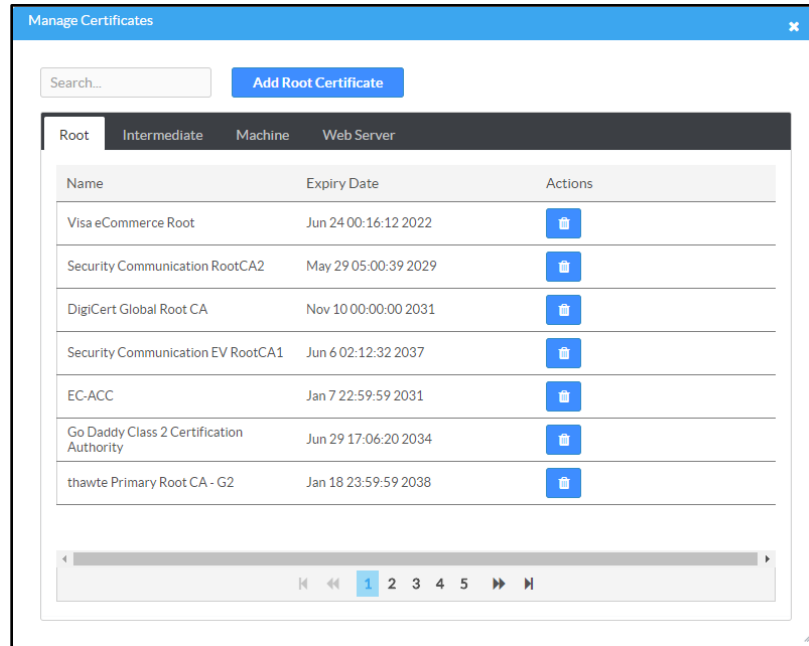 Manage Certificates
Search...
Add Root Certificate
Root Intermediate Machine Web Server
Name Expiry Date Actions
Visa eCommerce Root Jun 24 00:16:12 2022
Security Communication RootCA2 May 29 05:00:39 2029
DigiCert Global Root CA Nov 10 00:00:00 2031
Security Communication EV RootCA1 Jun 6 02:12:32 2037
EC-ACC Jan 7 22:59:59 2031
Go Daddy Class 2 Certification
Authority Jun 29 17:06:20 2034
thawte Primary Root CA - G2 Jan 18 23:59:59 2038
1 2 3 4 5